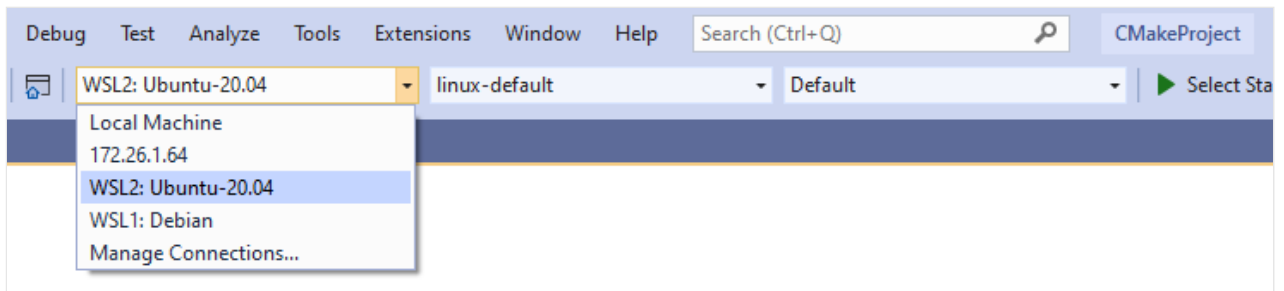 Debug Test Analyze Tools Extensions Window Help Search (Ctrl+Q) CMakeProject
WSL2: Ubuntu-20.04 linux-default Default Select Sta
Local Machine
172.26.1.64
WSL2: Ubuntu-20.04
WSL1: Debian
Manage Connections...